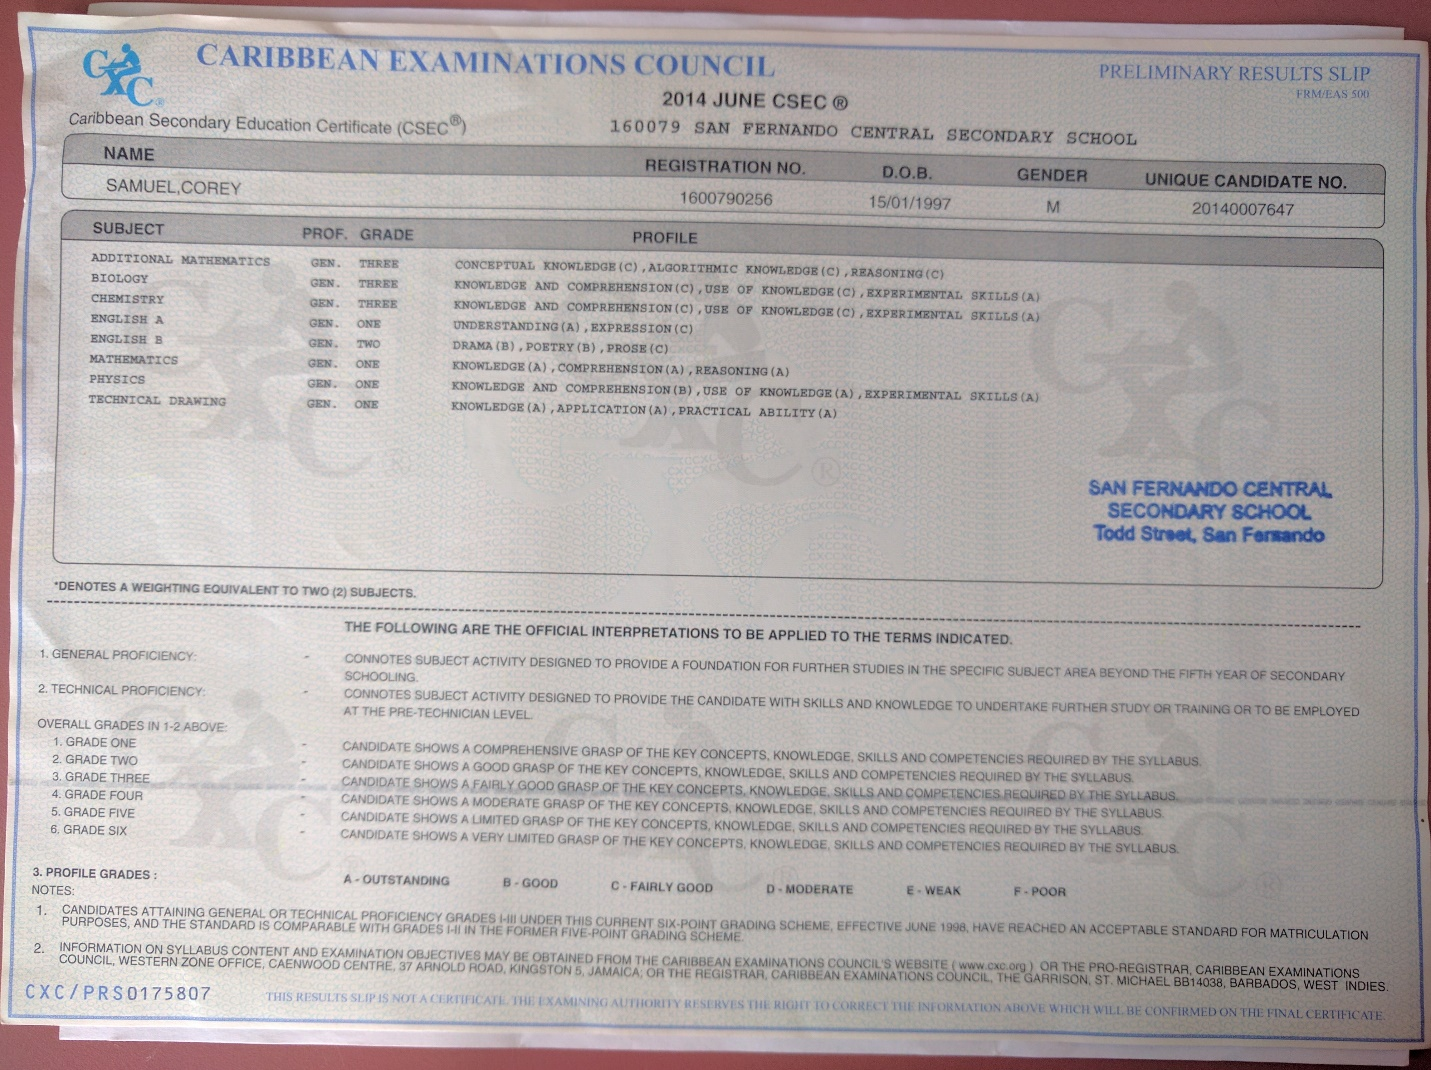 CXC®
CARIBBEAN EXAMINATIONS COUNCIL
PRELIMINARY RESULTS SLIP
FRM/EAS 500
2014 JUNE CSEC ®
Caribbean Secondary Education Certificate (CSEC®)
160079 SAN FERNANDO CENTRAL SECONDARY SCHOOL
NAME REGISTRATION NO. D.O.B. GENDER UNIQUE CANDIDATE NO.
SAMUEL,COREY 1600790256 15/01/1997 M 20140007647
SUBJECT PROF. GRADE PROFILE
ADDITIONAL MATHEMATICS GEN. THREE CONCEPTUAL KNOWLEDGE(C),ALGORITHMIC KNOWLEDGE(C),REASONING(C)
BIOLOGY GEN. THREE KNOWLEDGE AND COMPREHENSION(C),USE OF KNOWLEDGE(C),EXPERIMENTAL SKILLS(A)
CHEMISTRY GEN. THREE KNOWLEDGE AND COMPREHENSION(C),USE OF KNOWLEDGE(C),EXPERIMENTAL SKILLS(A)
ENGLISH A GEN. ONE UNDERSTANDING(A),EXPRESSION(C)
ENGLISH B GEN. TWO DRAMA(B),POETRY(B),PROSE(C)
MATHEMATICS GEN. ONE KNOWLEDGE(A),COMPREHENSION(A),REASONING(A)
PHYSICS GEN. ONE KNOWLEDGE AND COMPREHENSION(B),USE OF KNOWLEDGE(A),EXPERIMENTAL SKILLS(A)
TECHNICAL DRAWING GEN. ONE KNOWLEDGE(A),APPLICATION(A),PRACTICAL ABILITY(A)
SAN FERNANDO CENTRAL
SECONDARY SCHOOL
Todd Street, San Fernando
*DENOTES A WEIGHTING EQUIVALENT TO TWO (2) SUBJECTS.
THE FOLLOWING ARE THE OFFICIAL INTERPRETATIONS TO BE APPLIED TO THE TERMS INDICATED.
1. GENERAL PROFICIENCY: - CONNOTES SUBJECT ACTIVITY DESIGNED TO PROVIDE A FOUNDATION FOR FURTHER STUDIES IN THE SPECIFIC SUBJECT AREA BEYOND THE FIFTH YEAR OF SECONDARY
SCHOOLING.
2. TECHNICAL PROFICIENCY: - CONNOTES SUBJECT ACTIVITY DESIGNED TO PROVIDE THE CANDIDATE WITH SKILLS AND KNOWLEDGE TO UNDERTAKE FURTHER STUDY OR TRAINING OR TO BE EMPLOYED
AT THE PRE-TECHNICIAN LEVEL.
OVERALL GRADES IN 1-2 ABOVE:
1. GRADE ONE - CANDIDATE SHOWS A COMPREHENSIVE GRASP OF THE KEY CONCEPTS, KNOWLEDGE, SKILLS AND COMPETENCIES REQUIRED BY THE SYLLABUS.
2. GRADE TWO - CANDIDATE SHOWS A GOOD GRASP OF THE KEY CONCEPTS, KNOWLEDGE, SKILLS AND COMPETENCIES REQUIRED BY THE SYLLABUS.
3. GRADE THREE - CANDIDATE SHOWS A FAIRLY GOOD GRASP OF THE KEY CONCEPTS, KNOWLEDGE, SKILLS AND COMPETENCIES REQUIRED BY THE SYLLABUS.
4. GRADE FOUR - CANDIDATE SHOWS A MODERATE GRASP OF THE KEY CONCEPTS, KNOWLEDGE, SKILLS AND COMPETENCIES REQUIRED BY THE SYLLABUS.
5. GRADE FIVE - CANDIDATE SHOWS A LIMITED GRASP OF THE KEY CONCEPTS, KNOWLEDGE, SKILLS AND COMPETENCIES REQUIRED BY THE SYLLABUS.
6. GRADE SIX - CANDIDATE SHOWS A VERY LIMITED GRASP OF THE KEY CONCEPTS, KNOWLEDGE, SKILLS AND COMPETENCIES REQUIRED BY THE SYLLABUS.
3. PROFILE GRADES : A - OUTSTANDING B - GOOD C - FAIRLY GOOD D - MODERATE E - WEAK F - POOR
NOTES:
1. CANDIDATES ATTAINING GENERAL OR TECHNICAL PROFICIENCY GRADES I-III UNDER THIS CURRENT SIX-POINT GRADING SCHEME, EFFECTIVE JUNE 1998, HAVE REACHED AN ACCEPTABLE STANDARD FOR MATRICULATION
PURPOSES, AND THE STANDARD IS COMPARABLE WITH GRADES I-II IN THE FORMER FIVE-POINT GRADING SCHEME.
2. INFORMATION ON SYLLABUS CONTENT AND EXAMINATION OBJECTIVES MAY BE OBTAINED FROM THE CARIBBEAN EXAMINATIONS COUNCIL'S WEBSITE ( www.cxc.org ) OR THE PRO-REGISTRAR, CARIBBEAN EXAMINATIONS
COUNCIL, WESTERN ZONE OFFICE, CAENWOOD CENTRE, 37 ARNOLD ROAD, KINGSTON 5, JAMAICA; OR THE REGISTRAR, CARIBBEAN EXAMINATIONS COUNCIL, THE GARRISON, ST. MICHAEL BB14038, BARBADOS, WEST INDIES.
CXC/PRS0175807
THIS RESULTS SLIP IS NOT A CERTIFICATE. THE EXAMINING AUTHORITY RESERVES THE RIGHT TO CORRECT THE INFORMATION ABOVE WHICH WILL BE CONFIRMED ON THE FINAL CERTIFICATE.